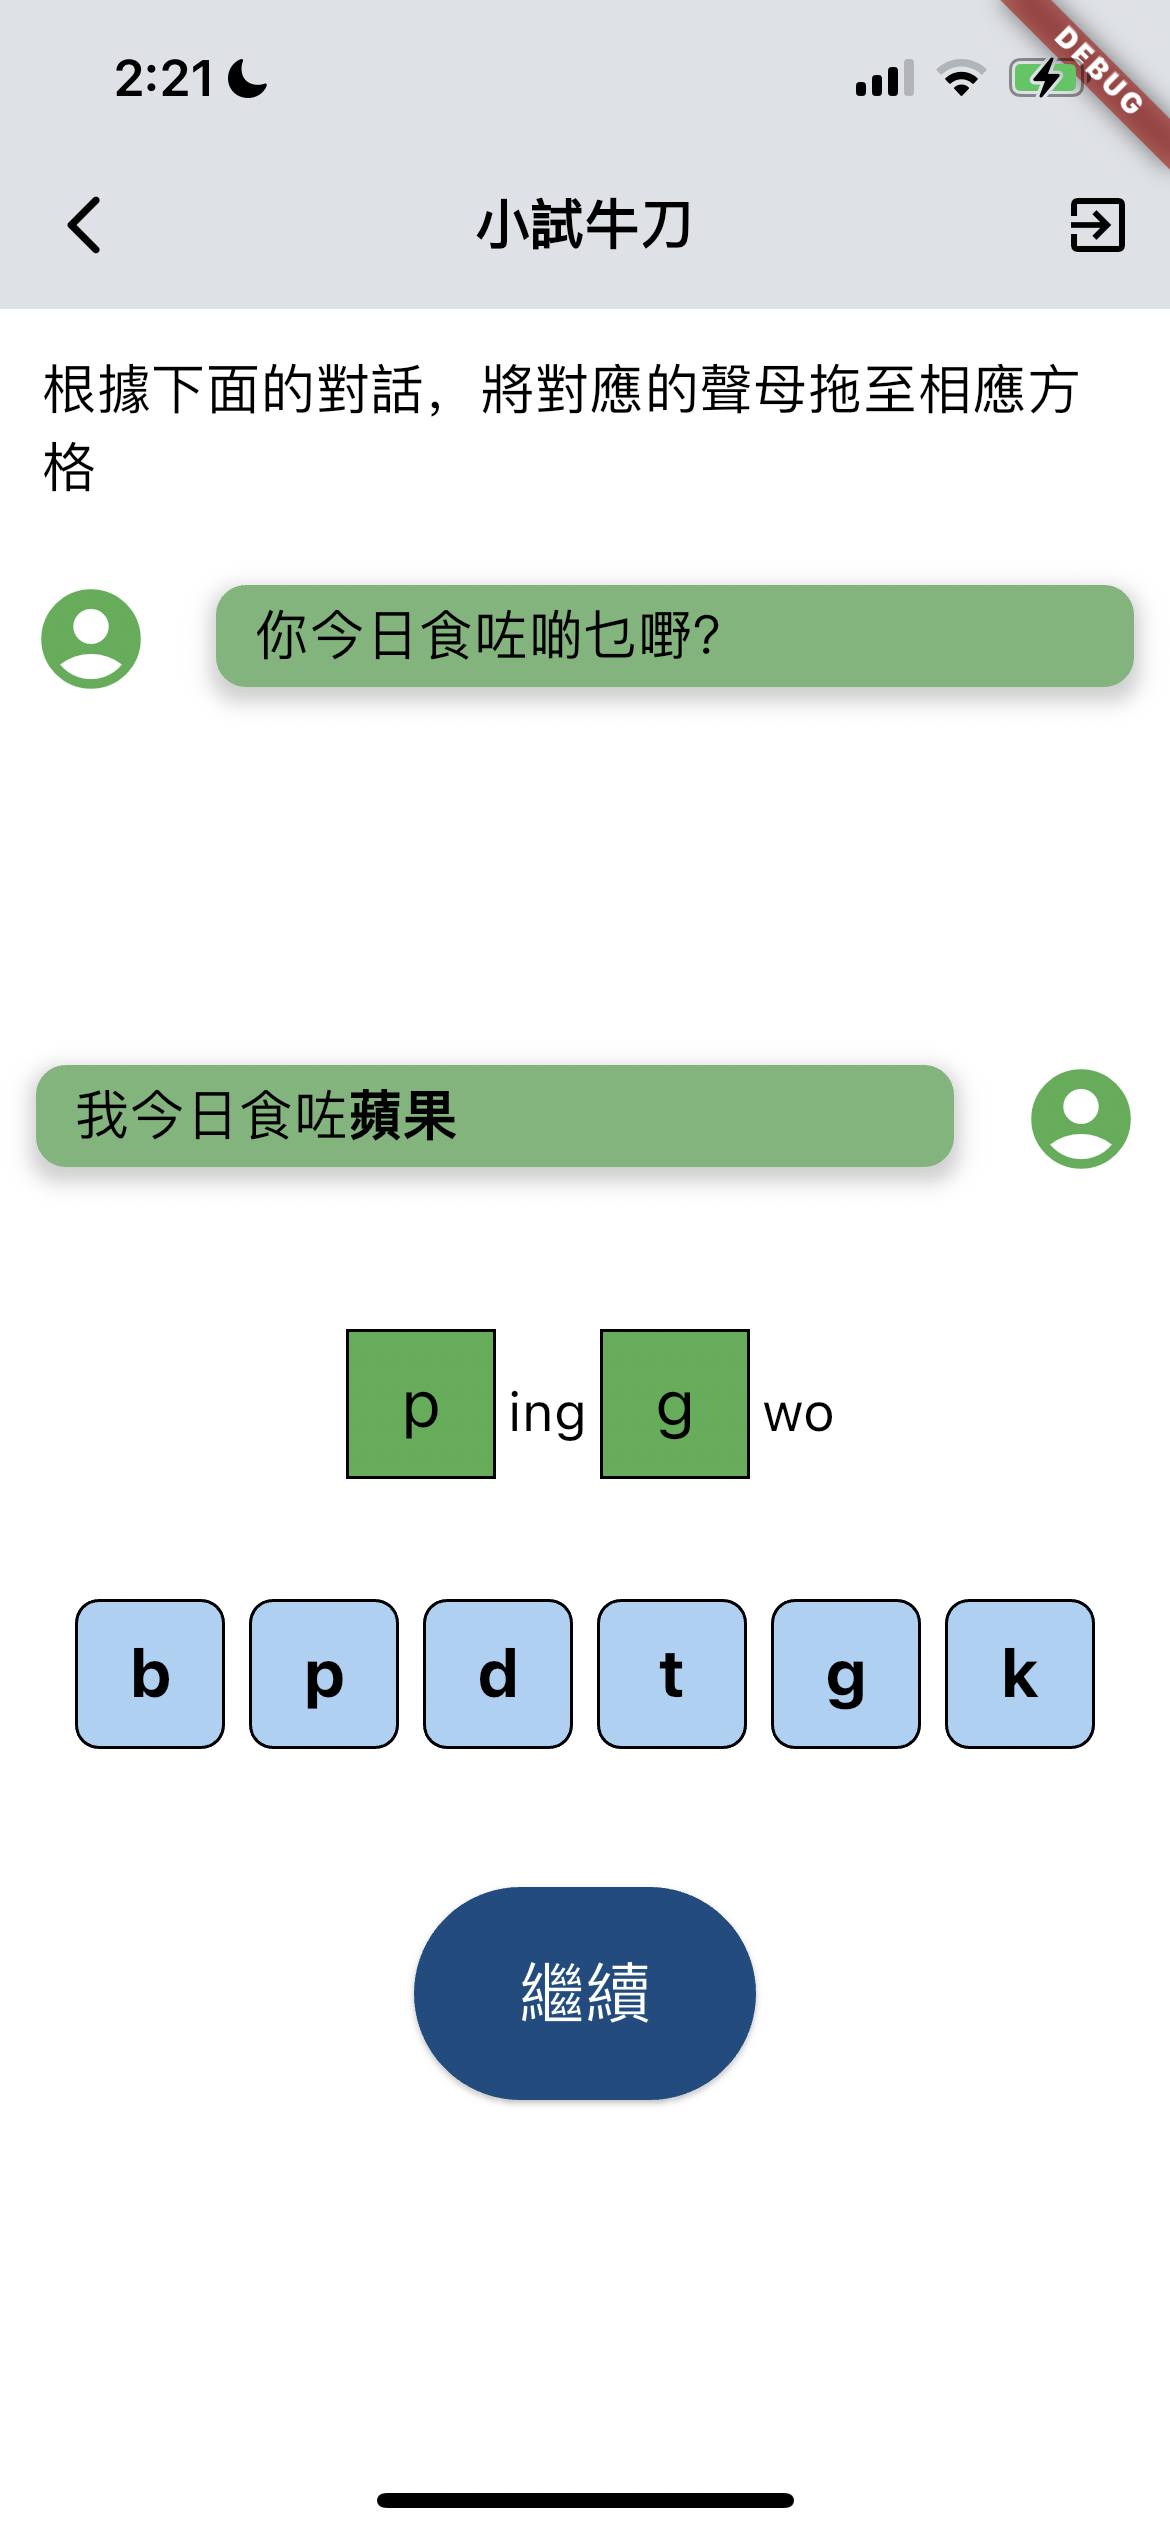 2:21
DEBUG
小試牛刀
根據下面的對話，將對應的聲母拖至相應方
格
你今日食咗啲乜嘢?
我今日食咗蘋果
p ing g wo
b p d t g k
繼續